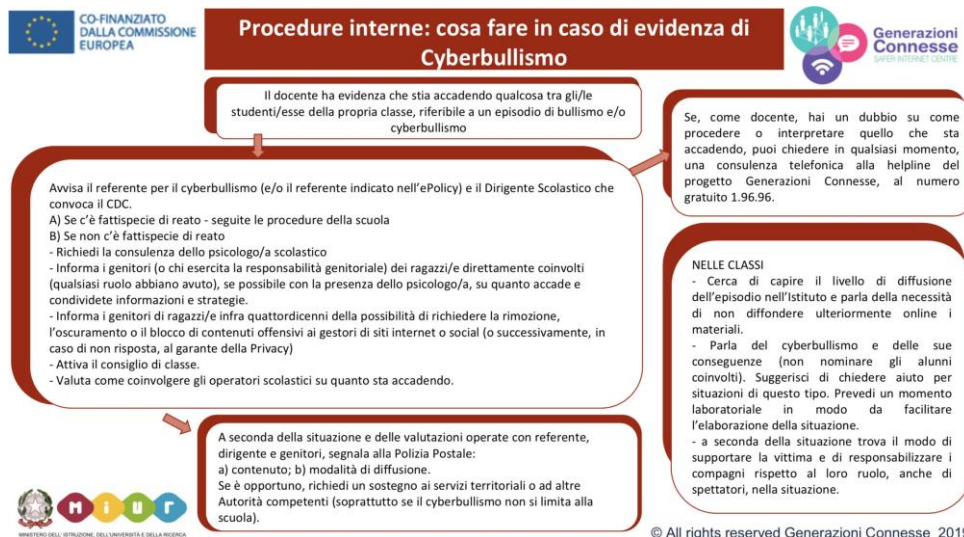 CO-FINANZIATO
DALLA COMMISSIONE
EUROPEA
Procedure interne: cosa fare in caso di evidenza di
Cyberbullismo
Generazioni
Connesse
SAFER INTERNET CENTRE
Il docente ha evidenza che stia accadendo qualcosa tra gli/le
studenti/esse della propria classe, riferibile a un episodio di bullismo e/o
cyberbullismo
Se, come docente, hai un dubbio su come
procedere o interpretare quello che sta
accadendo, puoi chiedere in qualsiasi momento,
una consulenza telefonica alla helpline del
progetto Generazioni Connesse, al numero
gratuito 1.96.96.
Avvisa il referente per il cyberbullismo (e/o il referente indicato nell'ePolicy) e il Dirigente Scolastico che
convoca il CDC.
A) Se c'è fattispecie di reato - seguite le procedure della scuola
B) Se non c'è fattispecie di reato
- Richiedi la consulenza dello psicologo/a scolastico
- Informa i genitori (o chi esercita la responsabilità genitoriale) dei ragazzi/e direttamente coinvolti
(qualsiasi ruolo abbiano avuto), se possibile con la presenza dello psicologo/a, su quanto accade e
condividete informazioni e strategie.
- Informa i genitori di ragazzi/e infra quattordicenni della possibilità di richiedere la rimozione,
l'oscuramento o il blocco di contenuti offensivi ai gestori di siti internet o social (o successivamente, in
caso di non risposta, al garante della Privacy)
- Attiva il consiglio di classe.
- Valuta come coinvolgere gli operatori scolastici su quanto sta accadendo.
NELLE CLASSI
- Cerca di capire il livello di diffusione
dell'episodio nell'Istituto e parla della necessità
di non diffondere ulteriormente online i
materiali.
- Parla del cyberbullismo e delle sue
conseguenze (non nominare gli alunni
coinvolti). Suggerisci di chiedere aiuto per
situazioni di questo tipo. Prevedi un momento
laboratoriale in modo da facilitare
l'elaborazione della situazione.
- a seconda della situazione trova il modo di
supportare la vittima e di responsabilizzare i
compagni rispetto al loro ruolo, anche di
spettatori, nella situazione.
A seconda della situazione e delle valutazioni operate con referente,
dirigente e genitori, segnala alla Polizia Postale:
a) contenuto; b) modalità di diffusione.
Se è opportuno, richiedi un sostegno ai servizi territoriali o ad altre
Autorità competenti (soprattutto se il cyberbullismo non si limita alla
scuola).
miur
MINISTERO DELL'ISTRUZIONE, DELL'UNIVERSITÀ E DELLA RICERCA
© All rights reserved Generazioni Connesse 2019